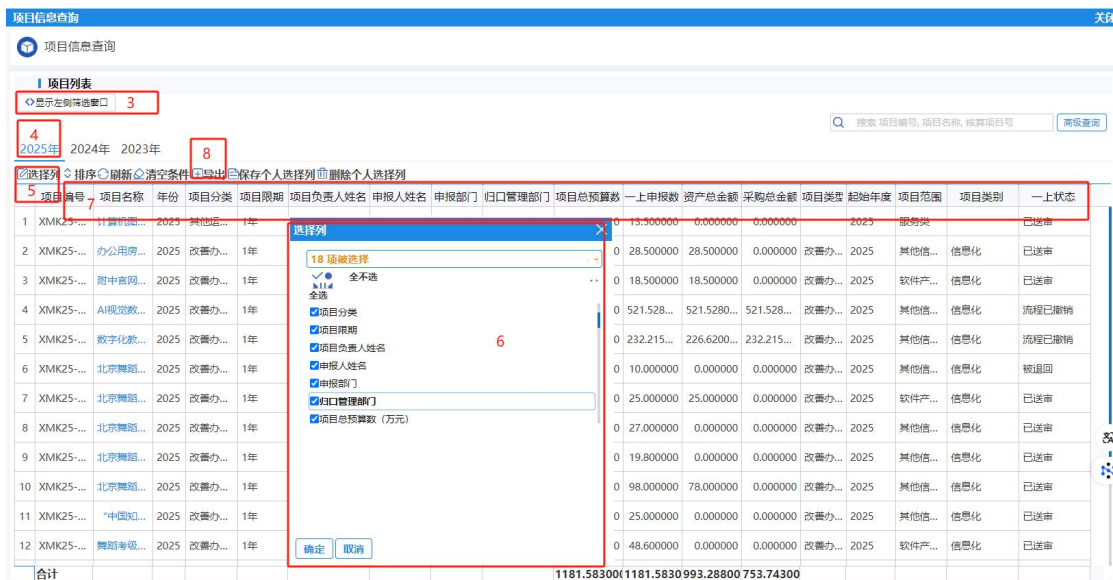 项目信息查询 关闭
项目信息查询
项目列表
显示左侧筛选窗口 3
搜索 项目编号, 项目名称, 核算项目号 高级查询
4 8
2025年 2024年 2023年
选择列 排序 刷新 清空条件 导出 保存个人选择列 删除个人选择列
5 7
项目编号 项目名称 年份 项目分类 项目限期 项目负责人姓名 申报人姓名 申报部门 归口管理部门 项目总预算数 一上申报数 资产总金额 采购总金额 项目类型 起始年度 项目范围 项目类别 一上状态
1 XMK25-... 计算机图... 2025 其他运... 1年 0 13.500000 0.000000 0.000000 2025 服务类 已送审
2 XMK25-... 办公用房... 2025 改善办... 1年 0 28.500000 28.500000 0.000000 改善办... 2025 其他信... 信息化 已送审
3 XMK25-... 附中官网... 2025 改善办... 1年 0 18.500000 18.500000 0.000000 改善办... 2025 软件产... 信息化 已送审
4 XMK25-... AI视觉数... 2025 改善办... 1年 0 521.528... 521.5280... 521.528... 改善办... 2025 其他信... 信息化 流程已撤销
5 XMK25-... 数字化教... 2025 改善办... 1年 0 232.215... 226.6200... 232.215... 改善办... 2025 其他信... 信息化 流程已撤销
6 XMK25-... 北京舞蹈... 2025 改善办... 1年 0 10.000000 0.000000 0.000000 改善办... 2025 其他信... 信息化 被退回
7 XMK25-... 北京舞蹈... 2025 改善办... 1年 0 25.000000 25.000000 0.000000 改善办... 2025 软件产... 信息化 已送审
8 XMK25-... 北京舞蹈... 2025 改善办... 1年 0 27.000000 0.000000 0.000000 改善办... 2025 其他信... 信息化 已送审
9 XMK25-... 北京舞蹈... 2025 改善办... 1年 0 19.800000 0.000000 0.000000 改善办... 2025 其他信... 信息化 已送审
10 XMK25-... 北京舞蹈... 2025 改善办... 1年 0 98.000000 78.000000 0.000000 改善办... 2025 其他信... 信息化 已送审
11 XMK25-... “中国知... 2025 改善办... 1年 0 25.000000 0.000000 0.000000 改善办... 2025 其他信... 信息化 已送审
12 XMK25-... 舞蹈考级... 2025 改善办... 1年 0 48.600000 0.000000 0.000000 改善办... 2025 软件产... 信息化 已送审
合计 1181.58300( 1181.5830 993.28800 753.74300
选择列
18 项被选择
全不选
全选
项目分类
项目限期
项目负责人姓名
6
申报人姓名
申报部门
归口管理部门
项目总预算数（万元）
确定 取消